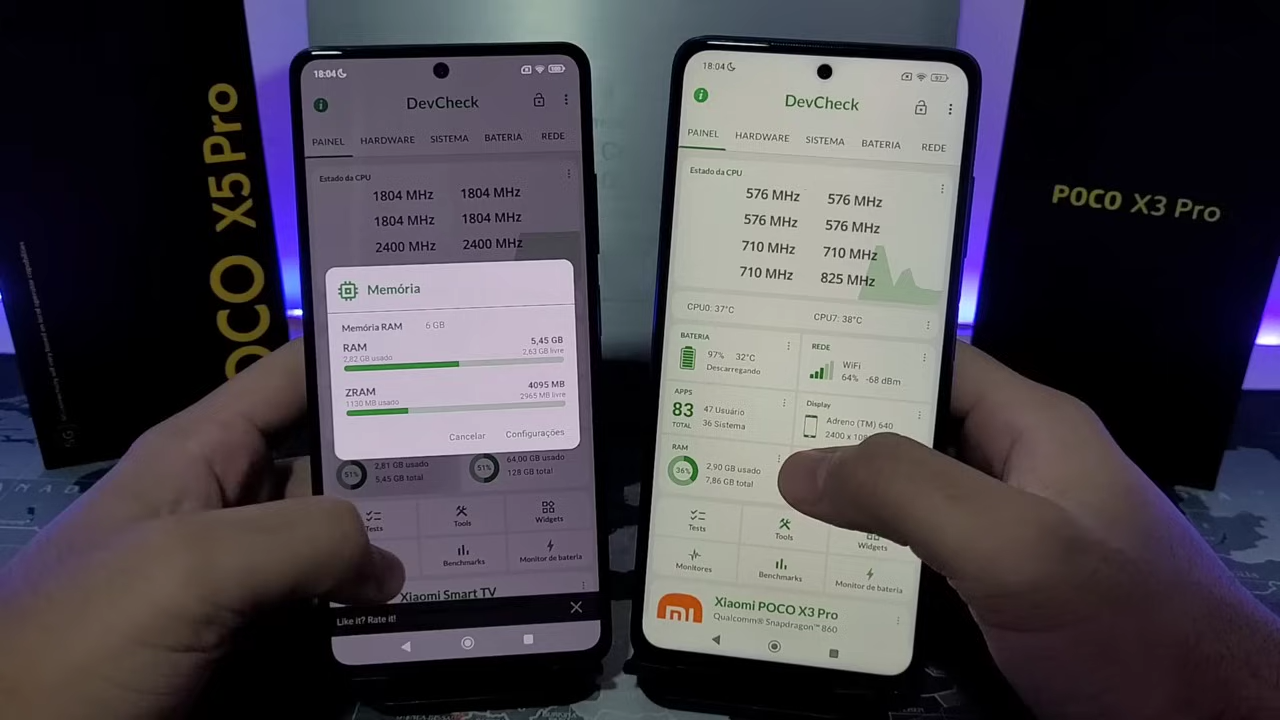 POCO X5 Pro
18:04
DevCheck
PAINEL HARDWARE SISTEMA BATERIA REDE
Estado da CPU
1804 MHz 1804 MHz
1804 MHz 1804 MHz
2400 MHz 2400 MHz
Memória
Memória RAM 6 GB
RAM 5,45 GB
2,82 GB usado 2,63 GB livre
ZRAM 4095 MB
1130 MB usado 2965 MB livre
Cancelar Configurações
51% 2,81 GB usado
5,45 GB total
51% 64,00 GB usado
128 GB total
Tests Tools Widgets
Benchmarks Monitor de bateria
Xiaomi Smart TV
Like it? Rate it!
18:04
97
DevCheck
PAINEL HARDWARE SISTEMA BATERIA REDE
Estado da CPU
576 MHz 576 MHz
576 MHz 576 MHz
710 MHz 710 MHz
710 MHz 825 MHz
CPU0: 37°C CPU7: 38°C
BATERIA
97% 32°C
Descarregando
REDE
WiFi
64% -68 dBm
APPS
83
TOTAL
47 Usuário
36 Sistema
Display
Adreno (TM) 640
2400 x
RAM
36%
2,90 GB usado
7,86 GB total
Tests Tools Widgets
Monitores Benchmarks Monitor de bateria
Xiaomi POCO X3 Pro
Qualcomm® Snapdragon™ 860
POCO X3 Pro